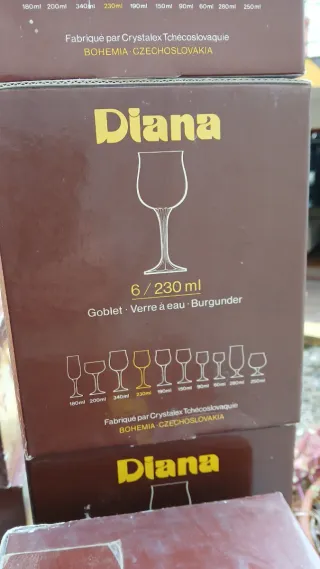 180ml 200ml 340ml 230ml 190ml 150ml 90ml 60ml 280ml 250ml
Fabriqué par Crystalex Tchécoslovaquie
BOHEMIA·CZECHOSLOVAKIA
Diana
6/230 ml
Goblet · Verre à eau · Burgunder
180ml 200ml 340ml 230ml 190ml 150ml 90ml 60ml 280ml 250ml
Fabriqué par Crystalex Tchécoslovaquie
BOHEMIA·CZECHOSLOVAKIA
Diana